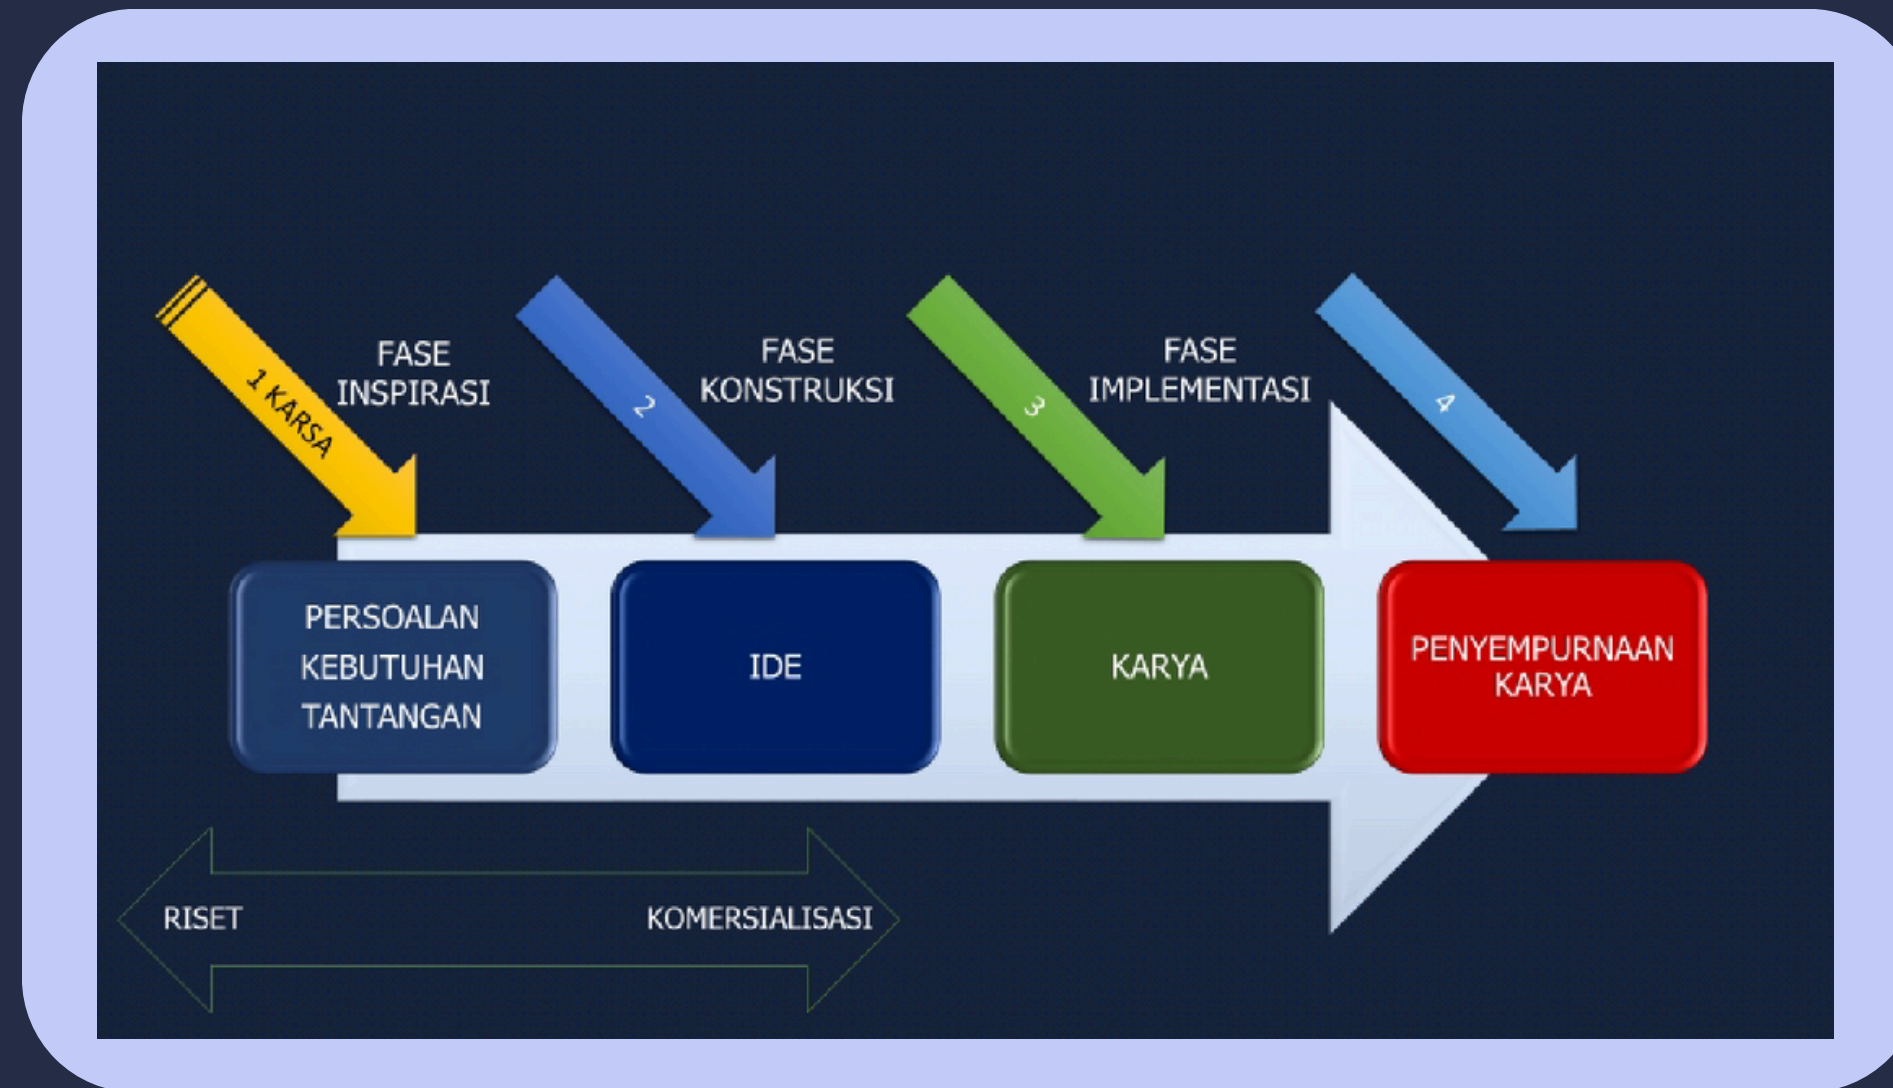 1 KARSA
FASE
INSPIRASI
2
FASE
KONSTRUKSI
3
FASE
IMPLEMENTASI
4
PERSOALAN
KEBUTUHAN
TANTANGAN
IDE
KARYA
PENYEMPURNAAN
KARYA
RISET
KOMERSIALISASI